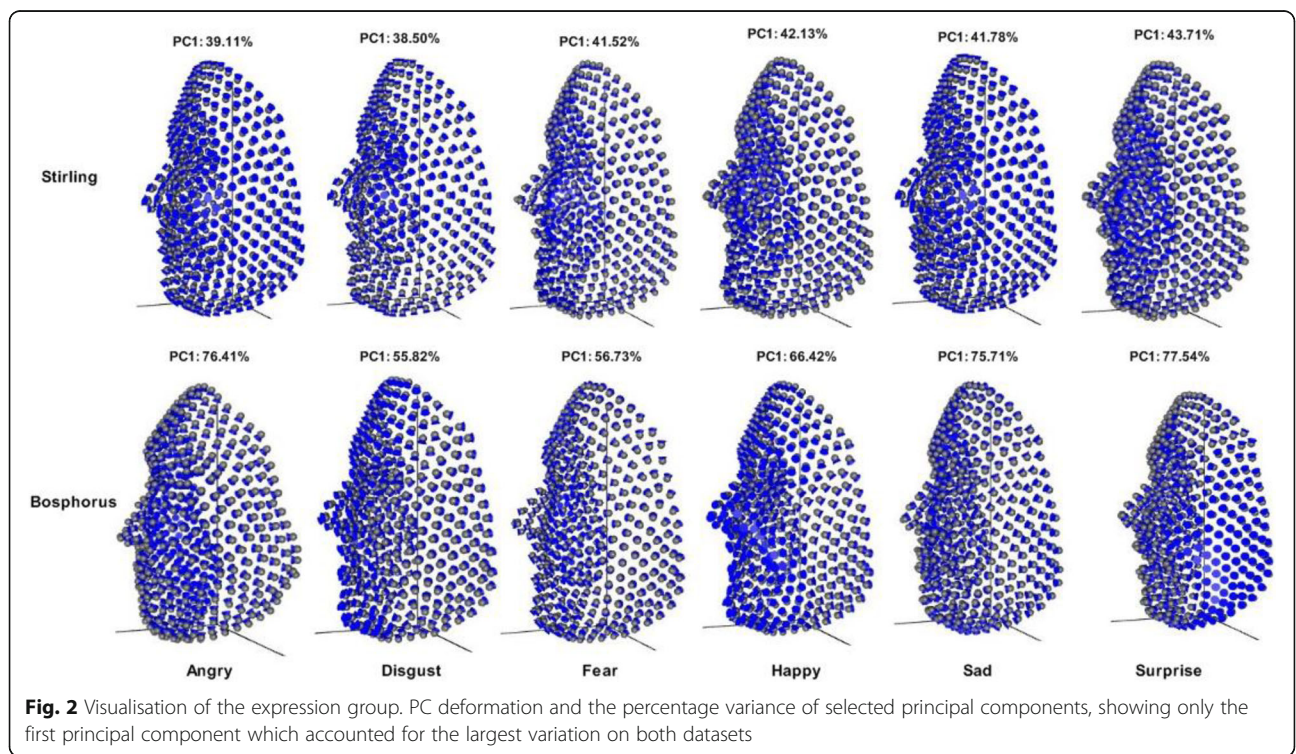 PC1: 39.11% PC1: 38.50% PC1: 41.52% PC1: 42.13% PC1: 41.78% PC1: 43.71%
Stirling
PC1: 76.41% PC1: 55.82% PC1: 56.73% PC1: 66.42% PC1: 75.71% PC1: 77.54%
Bosphorus
Angry Disgust Fear Happy Sad Surprise
Fig. 2 Visualisation of the expression group. PC deformation and the percentage variance of selected principal components, showing only the
first principal component which accounted for the largest variation on both datasets